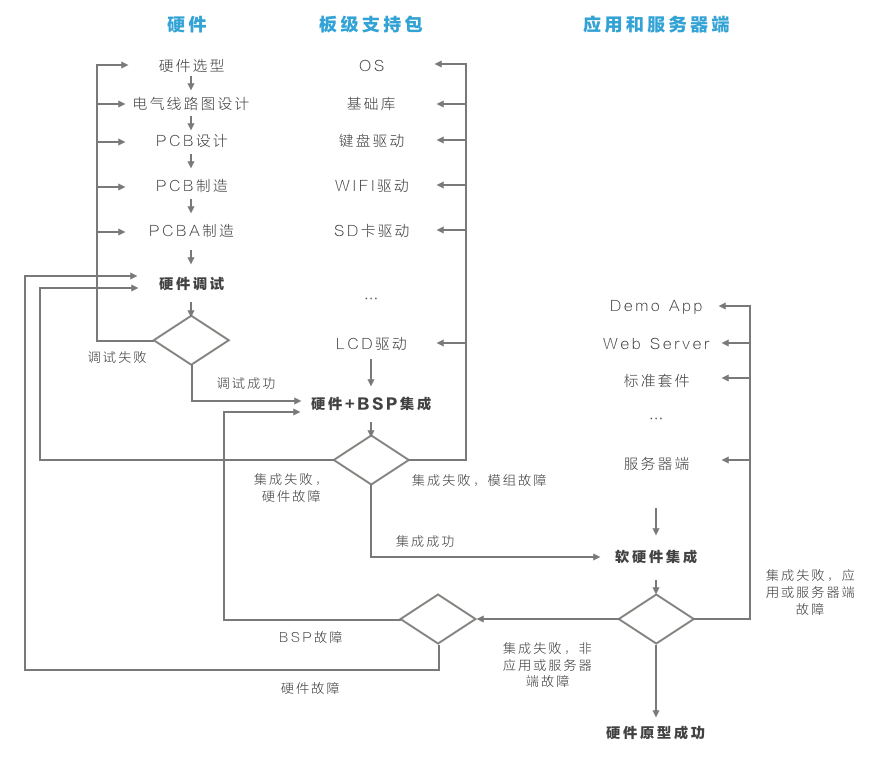 硬件
板级支持包
应用和服务器端
硬件选型
电气线路图设计
PCB设计
PCB制造
PCBA制造
硬件调试
调试失败
调试成功
OS
基础库
键盘驱动
WIFI驱动
SD卡驱动
...
LCD驱动
硬件+BSP集成
集成失败，
硬件故障
集成失败，模组故障
集成成功
Demo App
Web Server
标准套件
...
服务器端
软硬件集成
集成失败，应
用或服务器端
故障
集成失败，非
应用或服务器
端故障
BSP故障
硬件故障
硬件原型成功